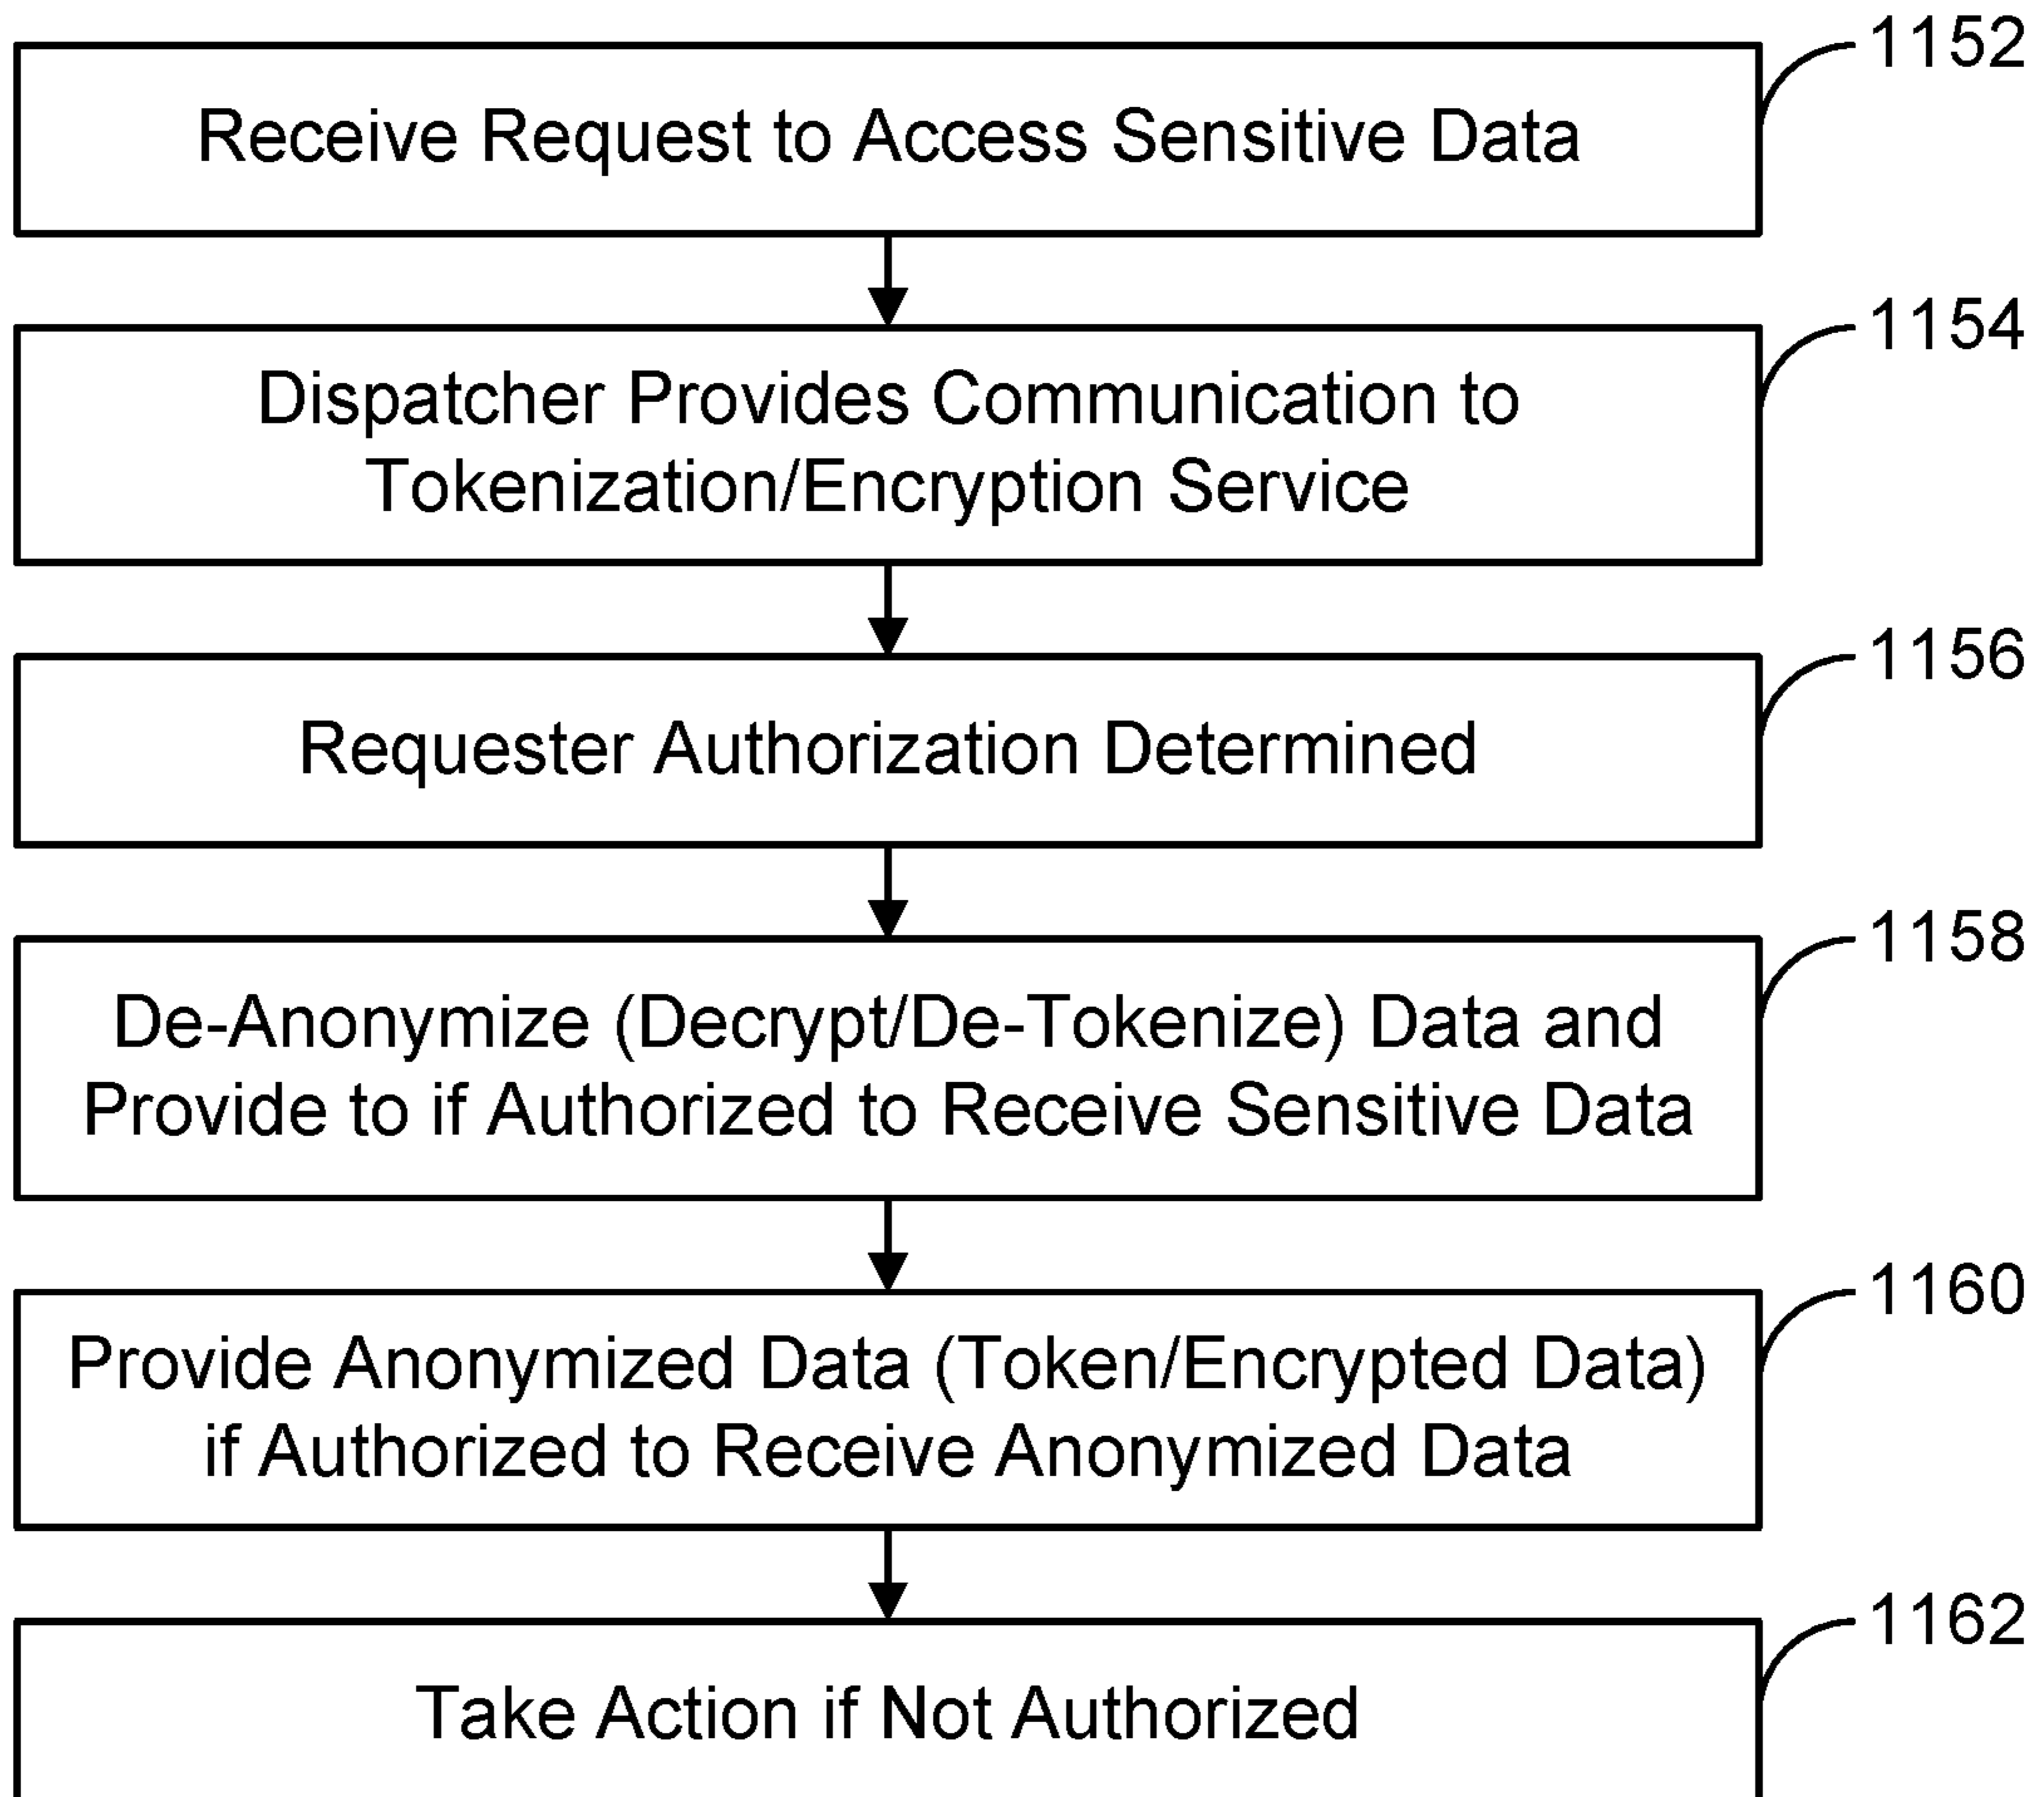 1152
Receive Request to Access Sensitive Data
1154
Dispatcher Provides Communication to
Tokenization/Encryption Service
1156
Requester Authorization Determined
1158
De-Anonymize (Decrypt/De-Tokenize) Data and
Provide to if Authorized to Receive Sensitive Data
1160
Provide Anonymized Data (Token/Encrypted Data)
if Authorized to Receive Anonymized Data
1162
Take Action if Not Authorized